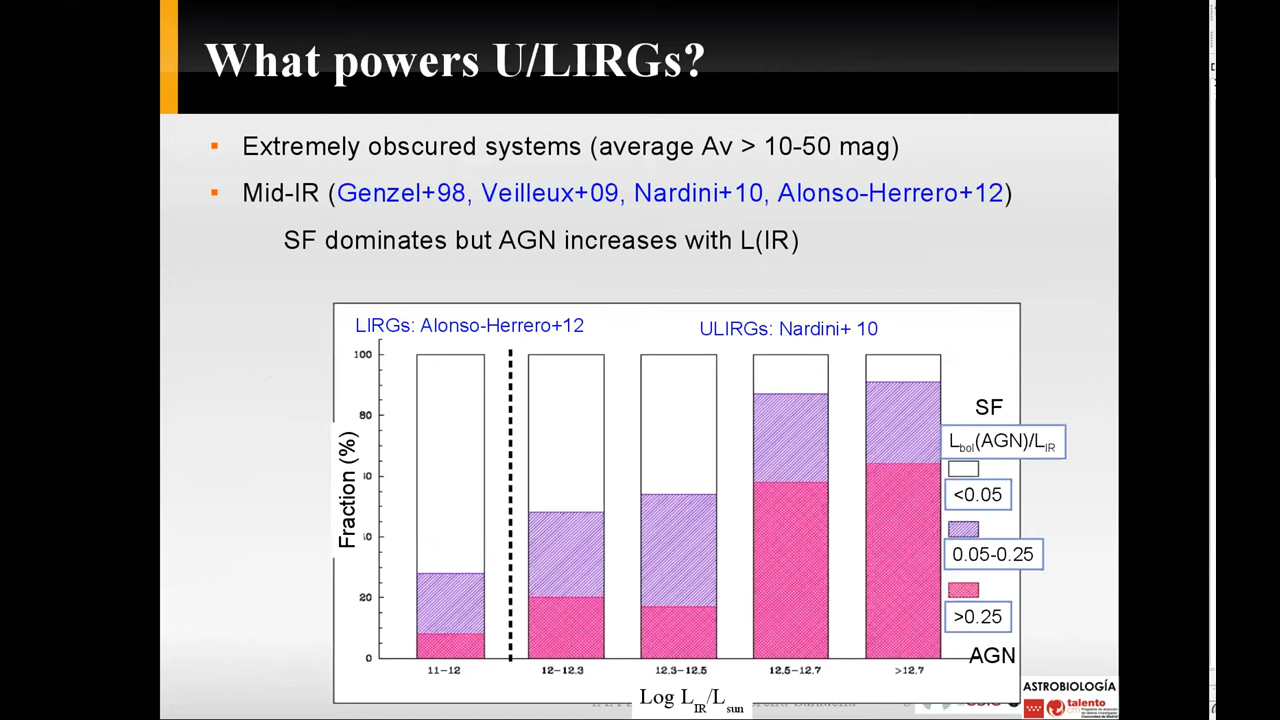 What powers U/LIRGs?
Extremely obscured systems (average Av > 10-50 mag)
Mid-IR (Genzel+98, Veilleux+09, Nardini+10, Alonso-Herrero+12)
SF dominates but AGN increases with L(IR)
LIRGs: Alonso-Herrero+12
ULIRGs: Nardini+ 10
100
80
20
0
Fraction (%)
SF
Lbol(AGN)/LIR
<0.05
0.05-0.25
>0.25
AGN
11-12
12-12.3
12.3-12.5
12.5-12.7
>12.7
Log LIR/Lsun
ASTROBIOLOGÍA
talento